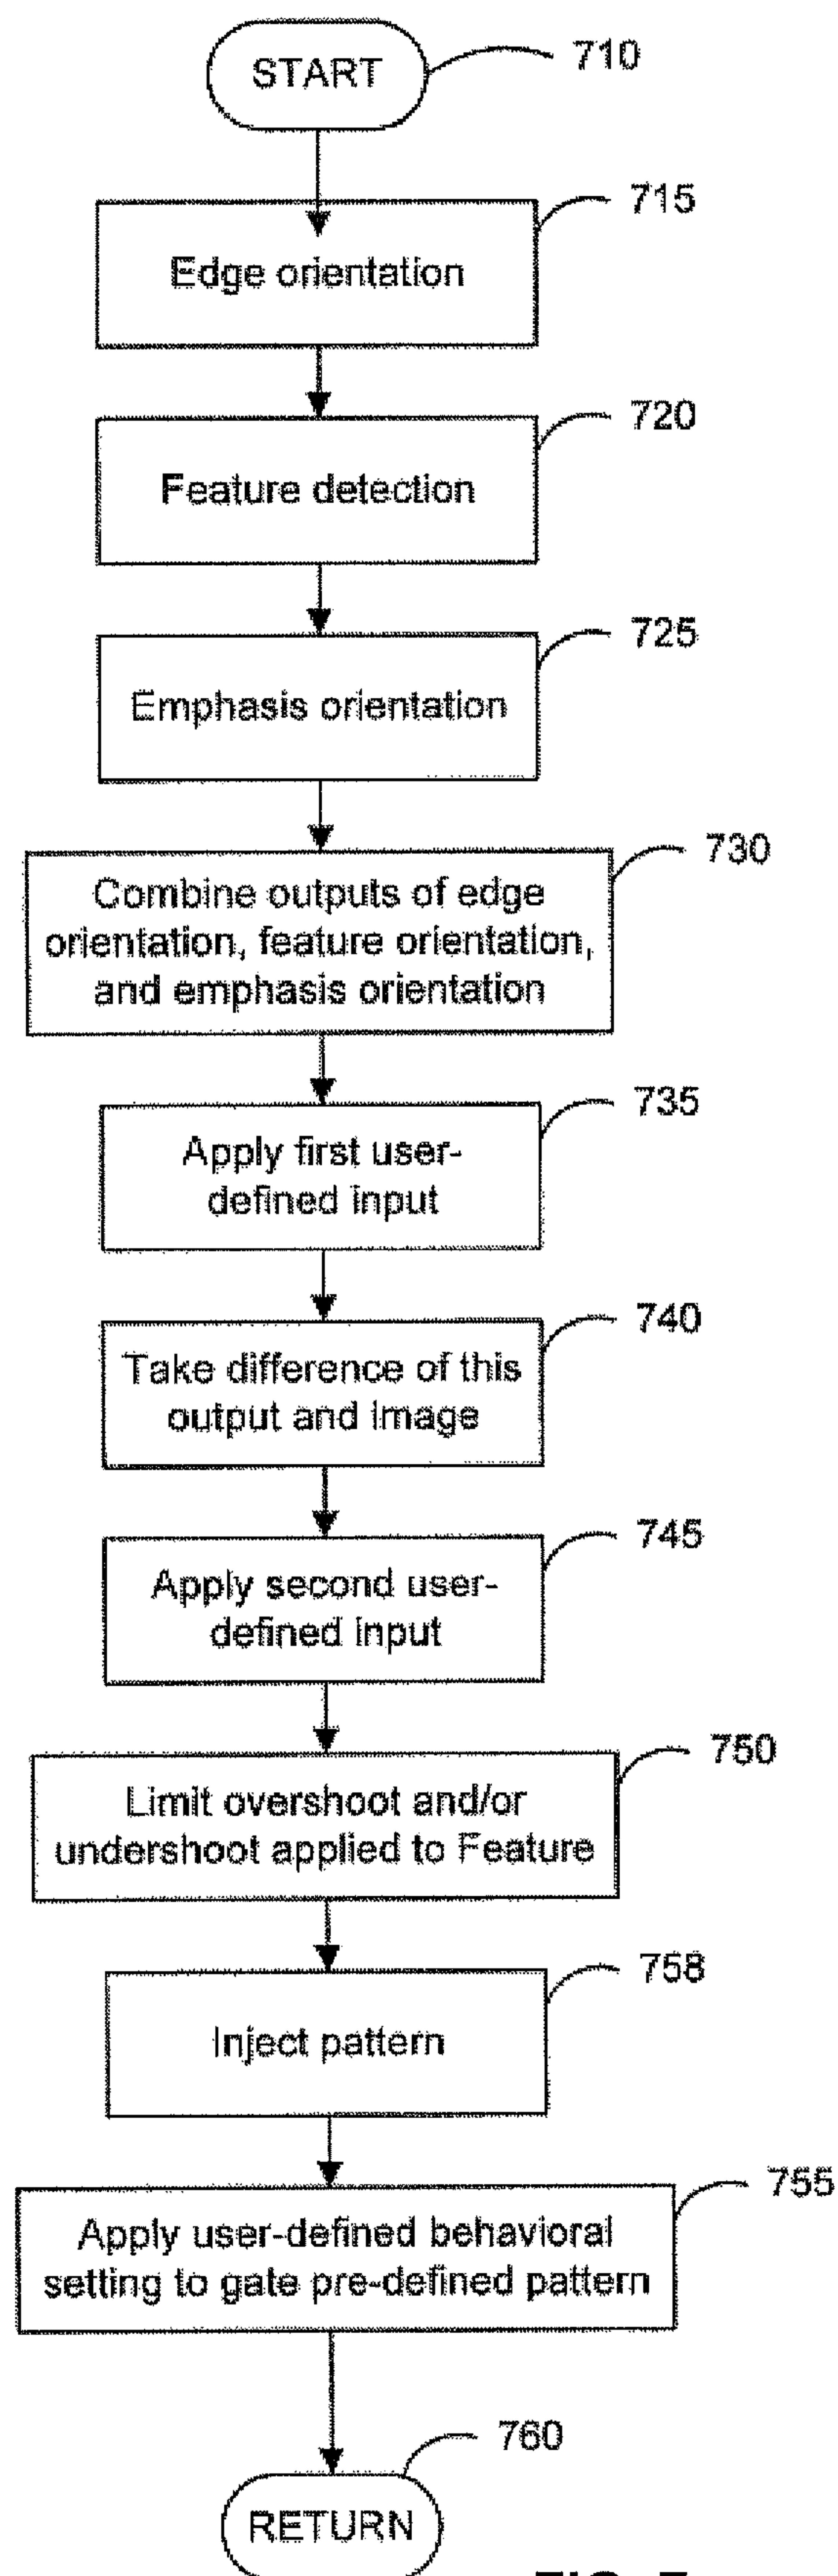 START
710
715
Edge orientation
720
Feature detection
725
Emphasis orientation
730
Combine outputs of edge
orientation, feature orientation,
and emphasis orientation
735
Apply first user-
defined input
740
Take difference of this
output and image
745
Apply second user-
defined input
750
Limit overshoot and/or
undershoot applied to Feature
758
Inject pattern
755
Apply user-defined behavioral
setting to gate pre-defined pattern
760
RETURN